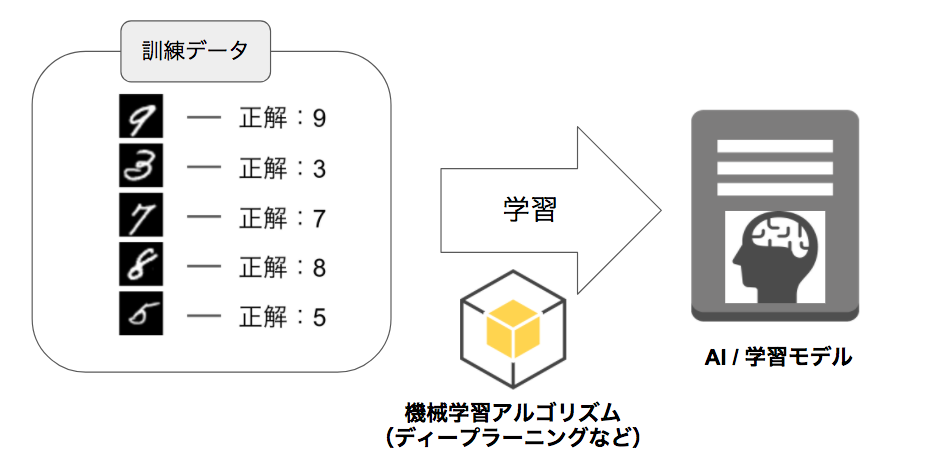 訓練データ
9 — 正解：9
3 — 正解：3
7 — 正解：7
8 — 正解：8
5 — 正解：5
学習
機械学習アルゴリズム
（ディープラーニングなど）
AI / 学習モデル